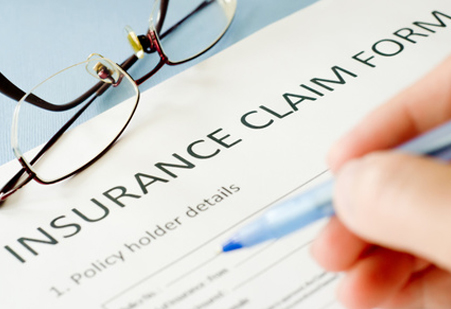 INSURANCE CLAIM FORM
1. Policy holder details